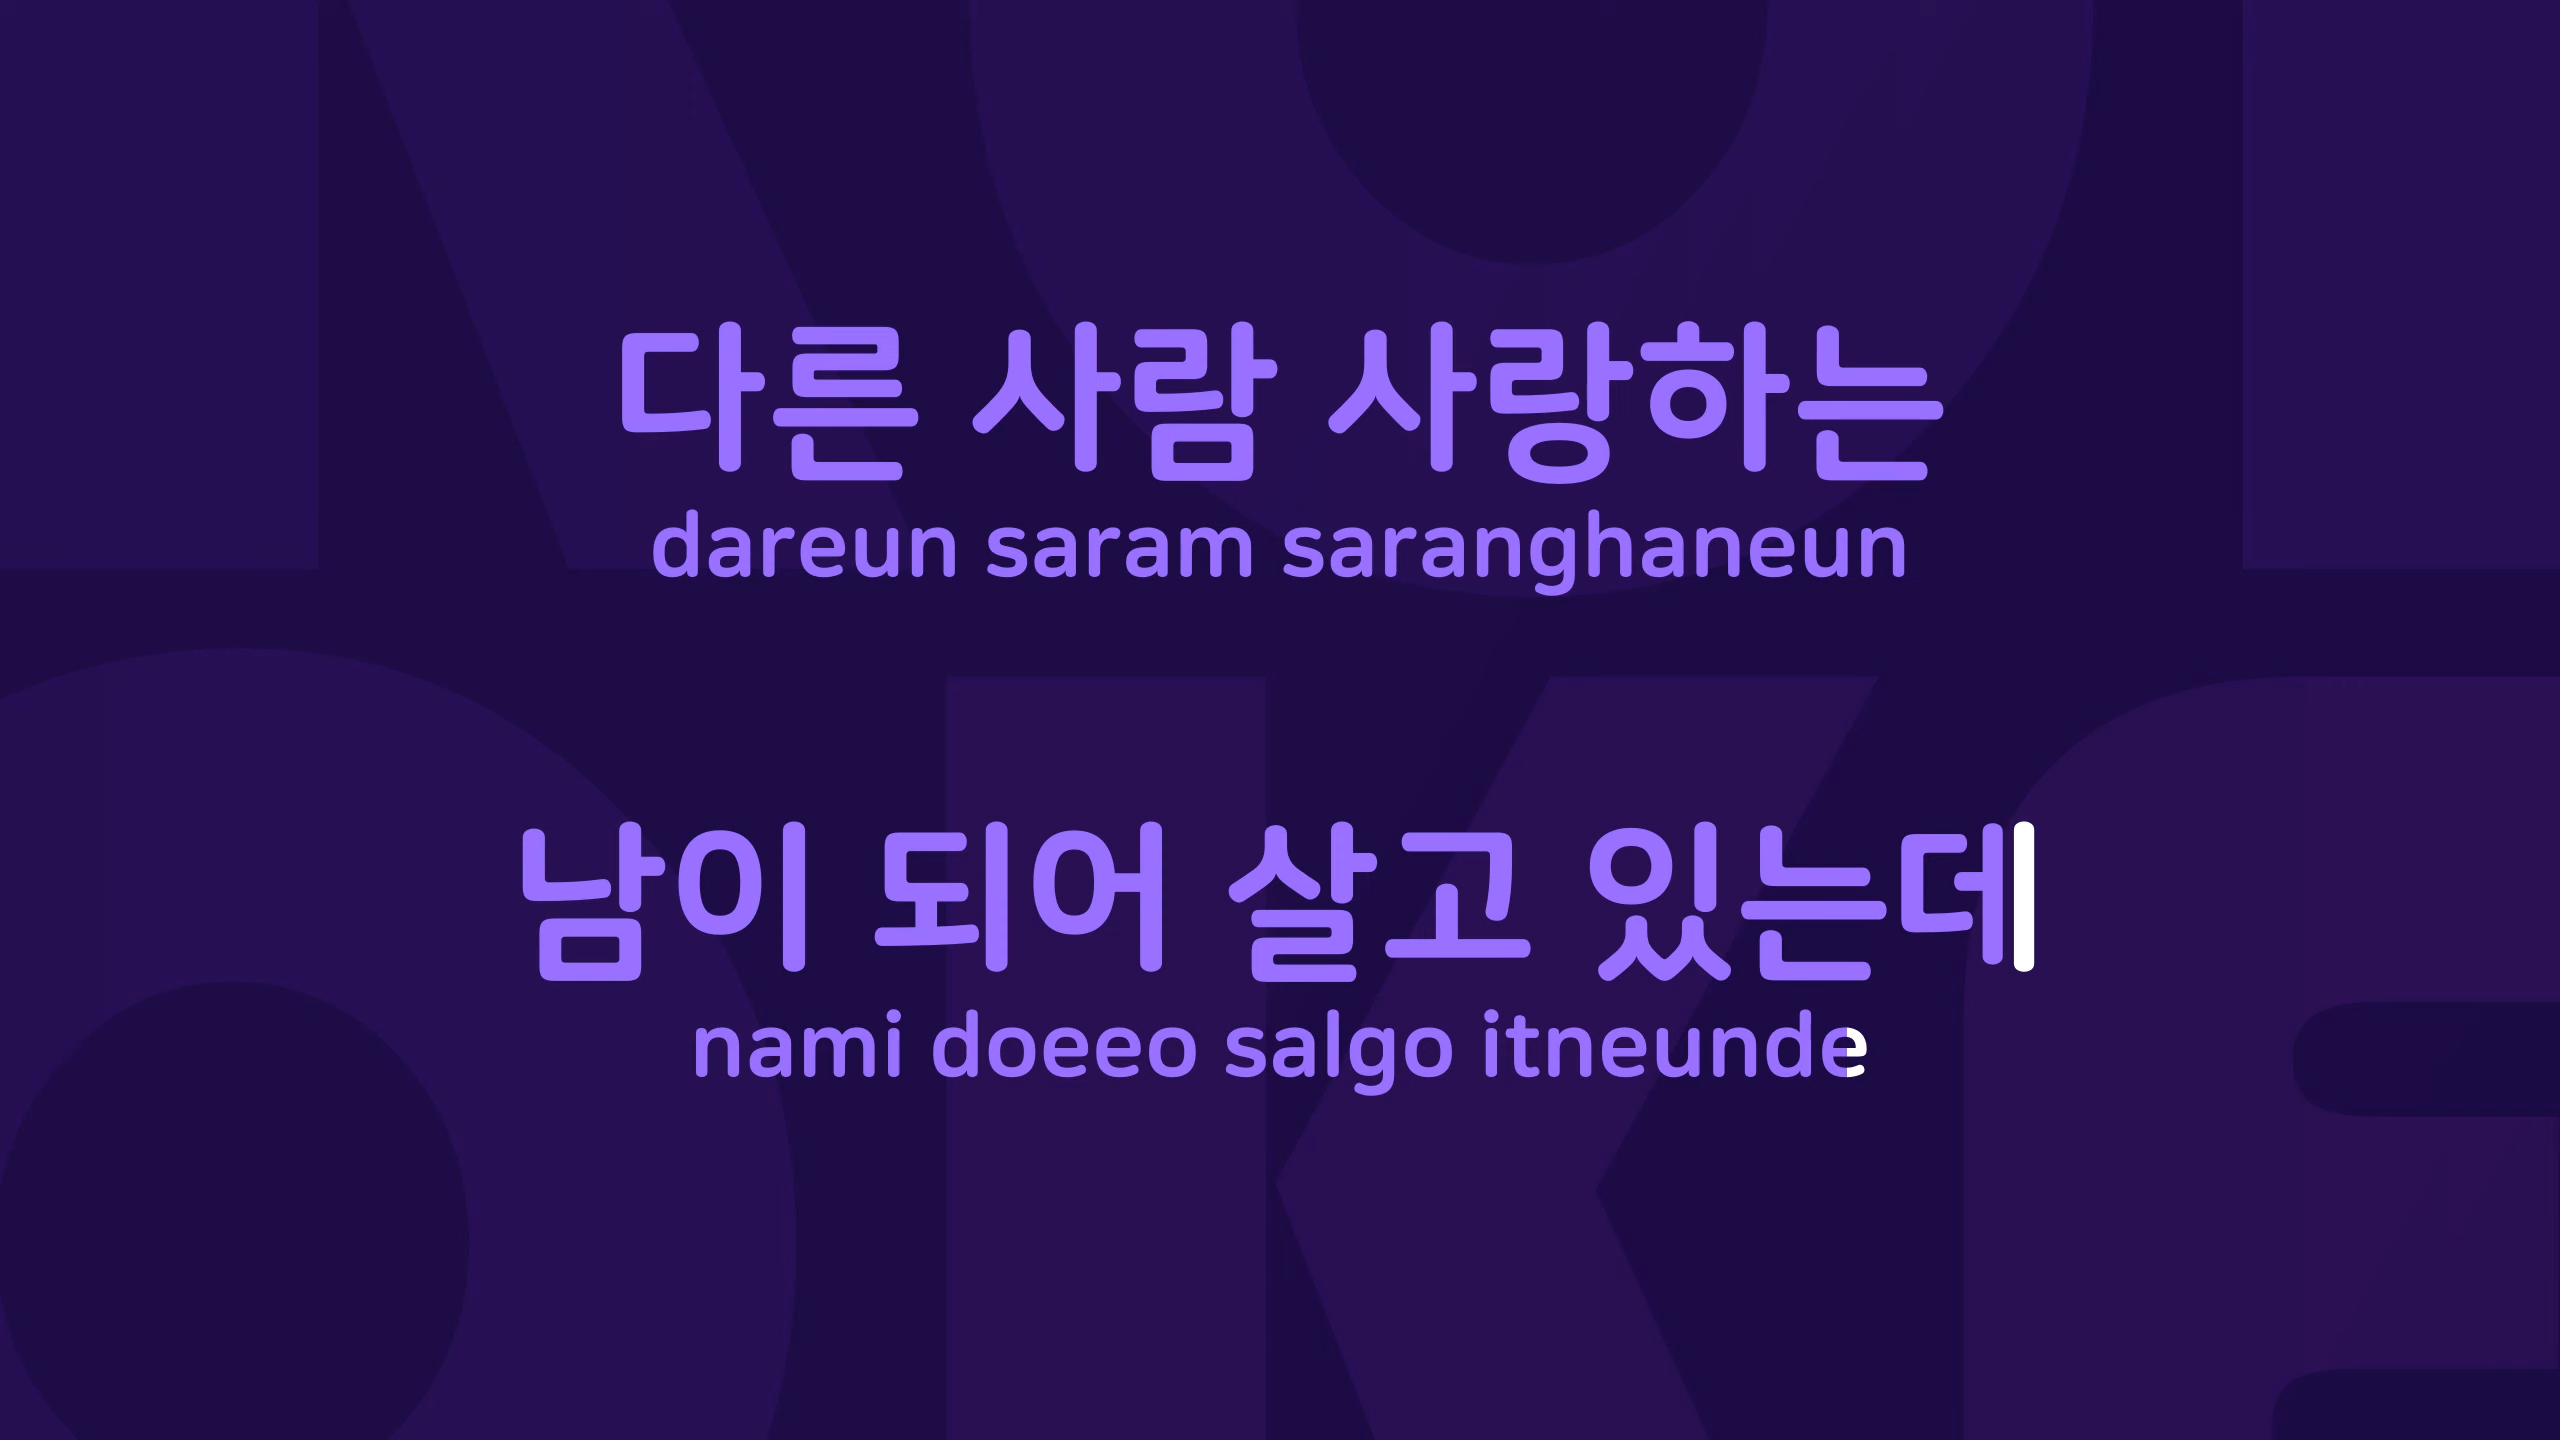 다른 사람 사랑하는
dareun saram saranghaneun
남이 되어 살고 있는데
nami doeeo salgo itneunde